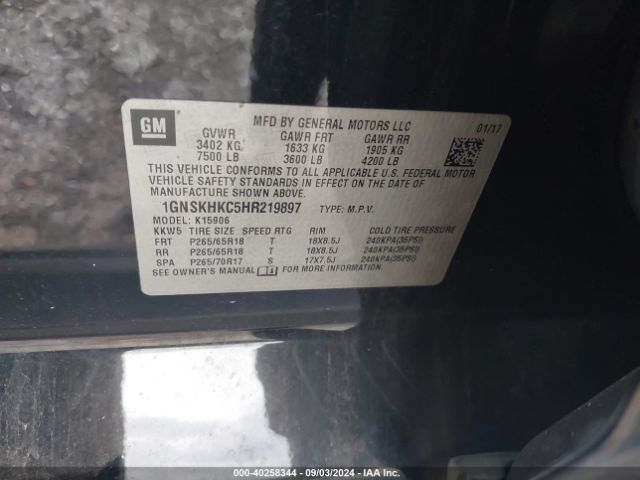 GM
MFD BY GENERAL MOTORS LLC
01/17
GVWR GAWR FRT GAWR RR
3402 KG 1633 KG 1905 KG
7500 LB 3600 LB 4200 LB
THIS VEHICLE CONFORMS TO ALL APPLICABLE U.S. FEDERAL MOTOR
VEHICLE SAFETY STANDARDS IN EFFECT ON THE DATE OF
MANUFACTURE SHOWN ABOVE.
1GNSKHKC5HR219897 TYPE: M.P.V.
MODEL: K15906
KKW5 TIRE SIZE SPEED RTG RIM COLD TIRE PRESSURE
FRT P265/65R18 T 18X8.5J 240KPA(35PSI)
RR P265/65R18 T 18X8.5J 240KPA(35PSI)
SPA P265/70R17 S 17X7.5J 240KPA(35PSI)
SEE OWNER'S MANUAL FOR MORE INFORMATION.
000-40258344 - 09/03/2024 - IAA Inc.